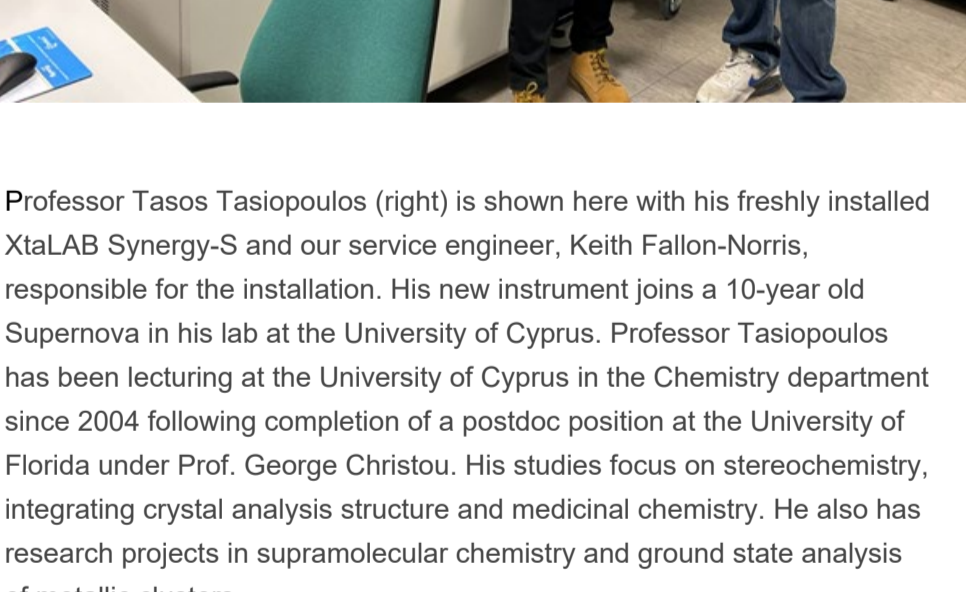 Professor Tasos Tasiopoulos (right) is shown here with his freshly installed
XtaLAB Synergy-S and our service engineer, Keith Fallon-Norris,
responsible for the installation. His new instrument joins a 10-year old
Supernova in his lab at the University of Cyprus. Professor Tasiopoulos
has been lecturing at the University of Cyprus in the Chemistry department
since 2004 following completion of a postdoc position at the University of
Florida under Prof. George Christou. His studies focus on stereochemistry,
integrating crystal analysis structure and medicinal chemistry. He also has
research projects in supramolecular chemistry and ground state analysis